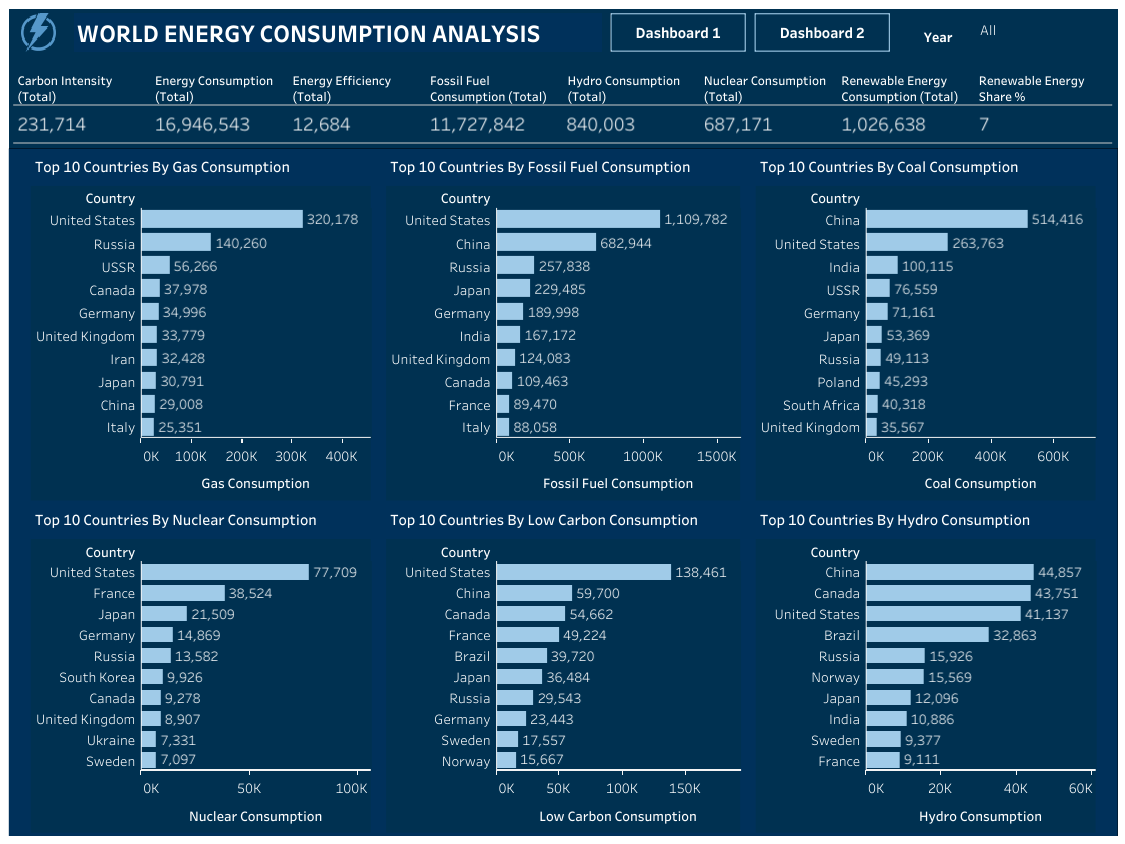 WORLD ENERGY CONSUMPTION ANALYSIS
Dashboard 1
Dashboard 2
Year
All
Carbon Intensity
(Total)
231,714
Energy Consumption
(Total)
16,946,543
Energy Efficiency
(Total)
12,684
Fossil Fuel
Consumption (Total)
11,727,842
Hydro Consumption
(Total)
840,003
Nuclear Consumption
(Total)
687,171
Renewable Energy
Consumption (Total)
1,026,638
Renewable Energy
Share %
7
Top 10 Countries By Gas Consumption
Country
United States 320,178
Russia 140,260
USSR 56,266
Canada 37,978
Germany 34,996
United Kingdom 33,779
Iran 32,428
Japan 30,791
China 29,008
Italy 25,351
0K 100K 200K 300K 400K
Gas Consumption
Top 10 Countries By Fossil Fuel Consumption
Country
United States 1,109,782
China 682,944
Russia 257,838
Japan 229,485
Germany 189,998
India 167,172
United Kingdom 124,083
Canada 109,463
France 89,470
Italy 88,058
0K 500K 1000K 1500K
Fossil Fuel Consumption
Top 10 Countries By Coal Consumption
Country
China 514,416
United States 263,763
India 100,115
USSR 76,559
Germany 71,161
Japan 53,369
Russia 49,113
Poland 45,293
South Africa 40,318
United Kingdom 35,567
0K 200K 400K 600K
Coal Consumption
Top 10 Countries By Nuclear Consumption
Country
United States 77,709
France 38,524
Japan 21,509
Germany 14,869
Russia 13,582
South Korea 9,926
Canada 9,278
United Kingdom 8,907
Ukraine 7,331
Sweden 7,097
0K 50K 100K
Nuclear Consumption
Top 10 Countries By Low Carbon Consumption
Country
United States 138,461
China 59,700
Canada 54,662
France 49,224
Brazil 39,720
Japan 36,484
Russia 29,543
Germany 23,443
Sweden 17,557
Norway 15,667
0K 50K 100K 150K
Low Carbon Consumption
Top 10 Countries By Hydro Consumption
Country
China 44,857
Canada 43,751
United States 41,137
Brazil 32,863
Russia 15,926
Norway 15,569
Japan 12,096
India 10,886
Sweden 9,377
France 9,111
0K 20K 40K 60K
Hydro Consumption